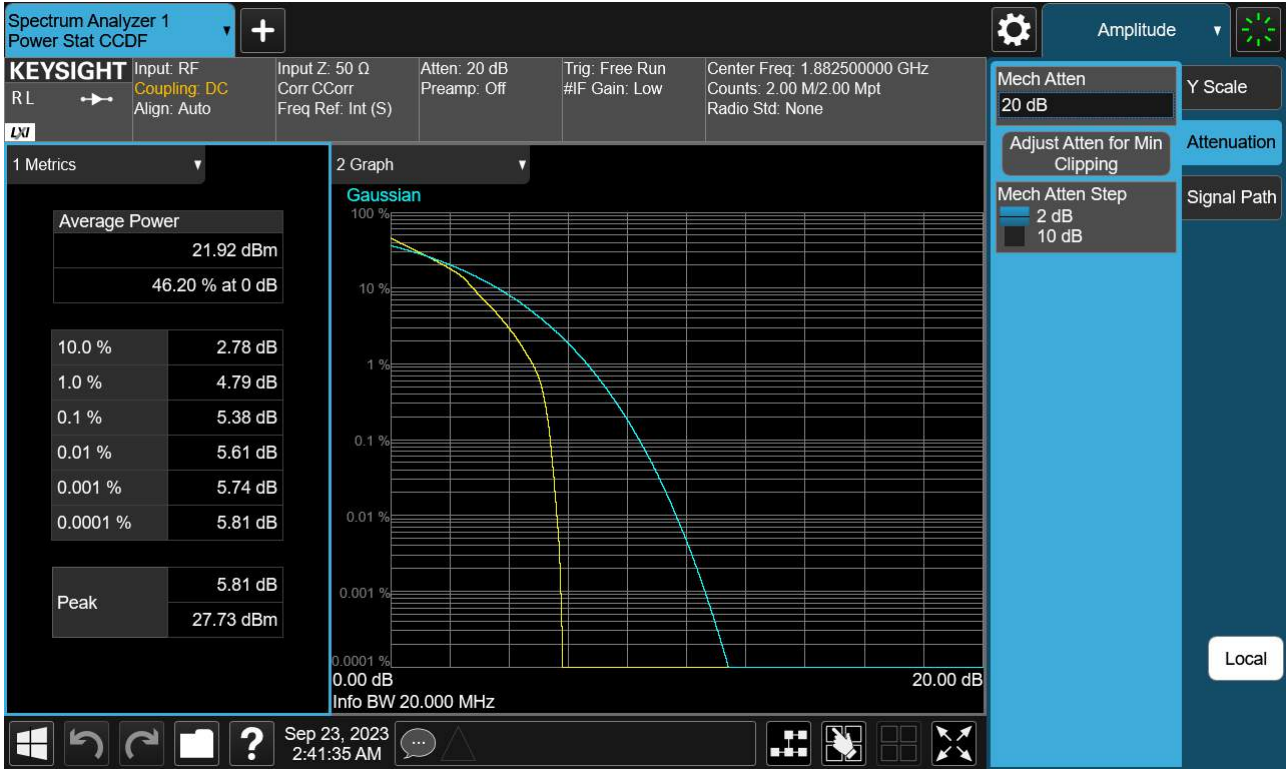 Spectrum Analyzer 1
Power Stat CCDF
+
Amplitude
KEYSIGHT
RL
LXI
Input: RF
Coupling: DC
Align: Auto
Input Z: 50 Ω
Corr CCorr
Freq Ref: Int (S)
Atten: 20 dB
Preamp: Off
Trig: Free Run
#IF Gain: Low
Center Freq: 1.882500000 GHz
Counts: 2.00 M/2.00 Mpt
Radio Std: None
Mech Atten
20 dB
Adjust Atten for Min
Clipping
Mech Atten Step
2 dB
10 dB
Y Scale
Attenuation
Signal Path
Local
1 Metrics
Average Power
21.92 dBm
46.20 % at 0 dB
10.0 % 2.78 dB
1.0 % 4.79 dB
0.1 % 5.38 dB
0.01 % 5.61 dB
0.001 % 5.74 dB
0.0001 % 5.81 dB
Peak
5.81 dB
27.73 dBm
2 Graph
Gaussian
100 %
10 %
1 %
0.1 %
0.01 %
0.001 %
0.0001 %
0.00 dB 20.00 dB
Info BW 20.000 MHz
?
Sep 23, 2023
2:41:35 AM